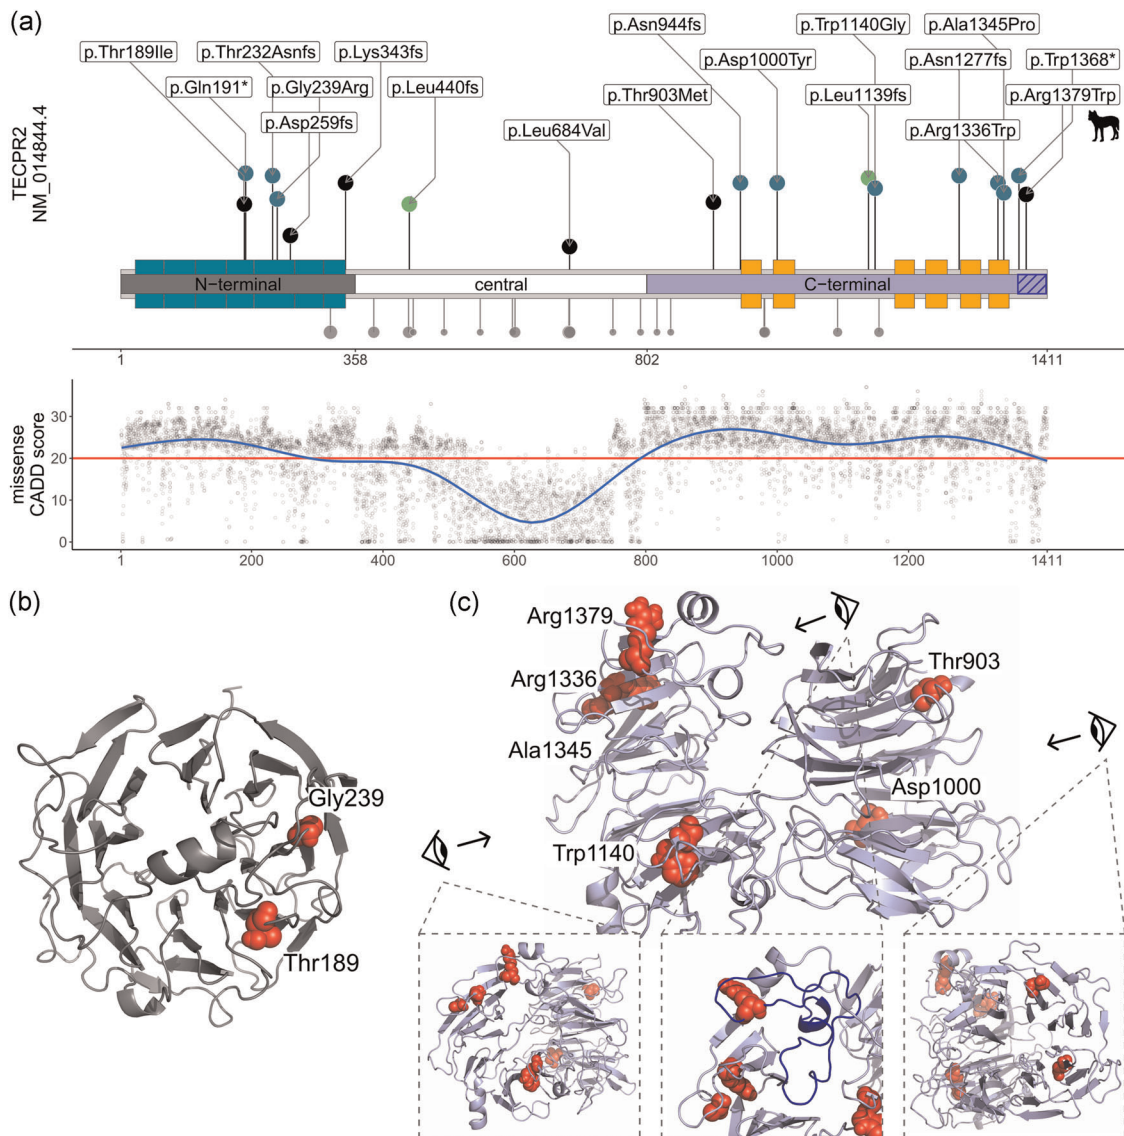 (a)
p.Asn944fs
p.Trp1140Gly
p.Ala1345Pro
p.Thr189Ile
p.Thr232Asnfs
p.Lys343fs
p.Asp1000Tyr
p.Asn1277fs
p.Trp1368*
p.Gln191*
p.Gly239Arg
p.Leu440fs
p.Thr903Met
p.Leu1139fs
p.Arg1379Trp
p.Asp259fs
p.Leu684Val
p.Arg1336Trp
TECPR2
NM_014844.4
N-terminal
central
C-terminal
1
358
802
1411
missense
CADD score
30
20
10
0
1
200
400
600
800
1000
1200
1411
(b)
Gly239
Thr189
(c)
Arg1379
Thr903
Arg1336
Ala1345
Asp1000
Trp1140